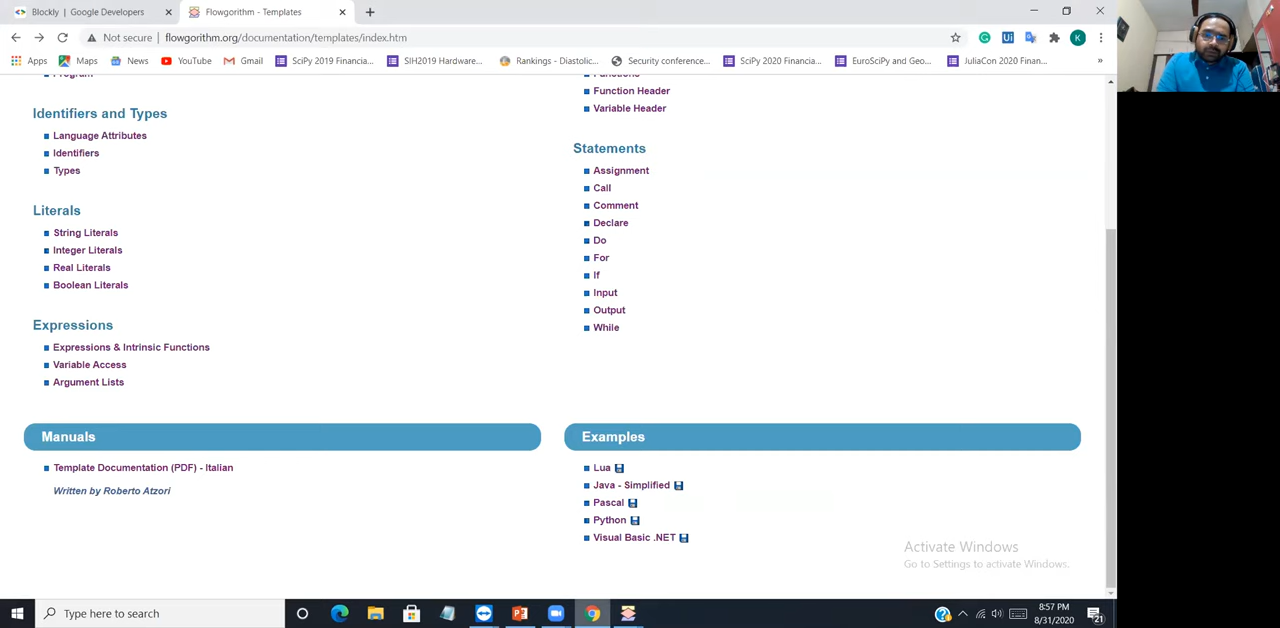 Blockly | Google Developers
Flowgorithm - Templates
Not secure | flowgorithm.org/documentation/templates/index.htm
Apps
Maps
News
YouTube
Gmail
SciPy 2019 Financia...
SIH2019 Hardware...
Rankings - Diastolic...
Security conference...
SciPy 2020 Financia...
EuroSciPy and Geo...
JuliaCon 2020 Finan...
»
Program
Identifiers and Types
Language Attributes
Identifiers
Types
Literals
String Literals
Integer Literals
Real Literals
Boolean Literals
Expressions
Expressions & Intrinsic Functions
Variable Access
Argument Lists
Functions
Function Header
Variable Header
Statements
Assignment
Call
Comment
Declare
Do
For
If
Input
Output
While
Manuals
Template Documentation (PDF) - Italian
Written by Roberto Atzori
Examples
Lua
Java - Simplified
Pascal
Python
Visual Basic .NET
Activate Windows
Go to Settings to activate Windows.
Type here to search
8:57 PM
8/31/2020
21